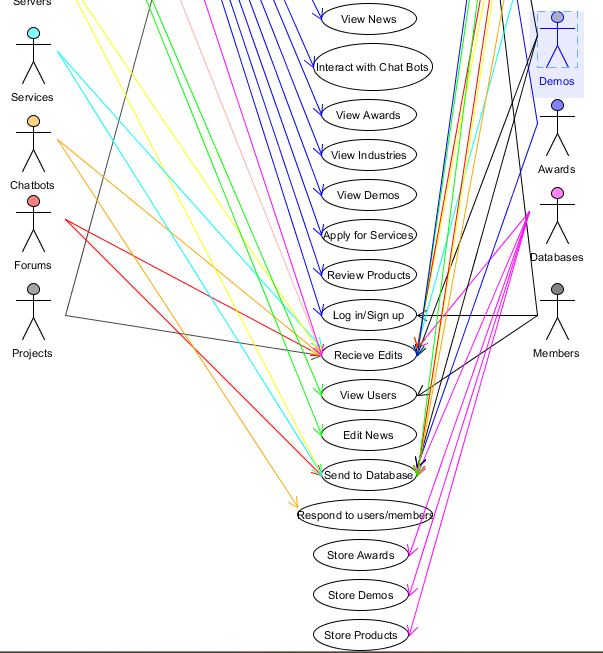 Servers
View News
Interact with Chat Bots
Demos
Services
View Awards
View Industries
Awards
Chatbots
View Demos
Apply for Services
Databases
Forums
Review Products
Log in/Sign up
Projects
Recieve Edits
Members
View Users
Edit News
Send to Database
Respond to users/members
Store Awards
Store Demos
Store Products